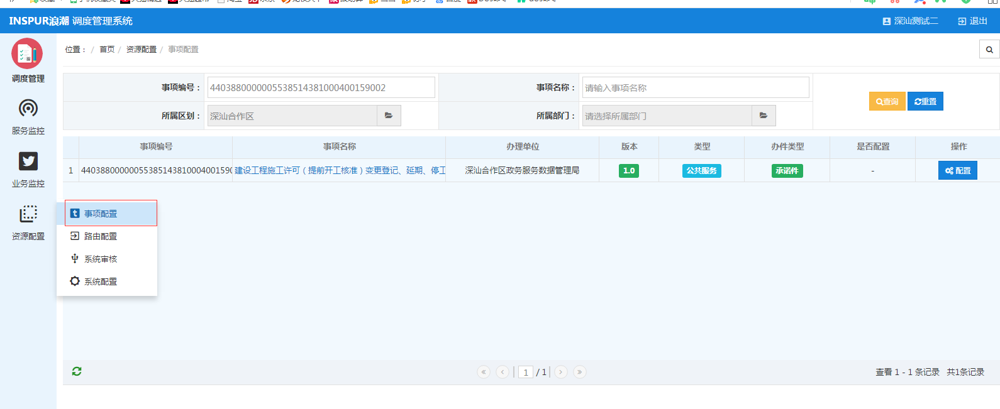 INSPUR浪潮 调度管理系统
深汕测试二
退出
位置： / 首页 / 资源配置 / 事项配置
调度管理
服务监控
业务监控
资源配置
事项编号： 440388000000553851438​1000400159002
事项名称： 请输入事项名称
查询 重置
所属区划： 深汕合作区
所属部门： 请选择所属部门
事项编号 事项名称 办理单位 版本 类型 办件类型 是否配置 操作
1 44038800000055385143810004001590 建设工程施工许可（提前开工核准）变更登记、延期、停工 深汕合作区政务服务数据管理局 1.0 公共服务 承诺件 - 配置
事项配置
路由配置
系统审核
系统配置
1 / 1
查看 1 - 1 条记录 共1条记录